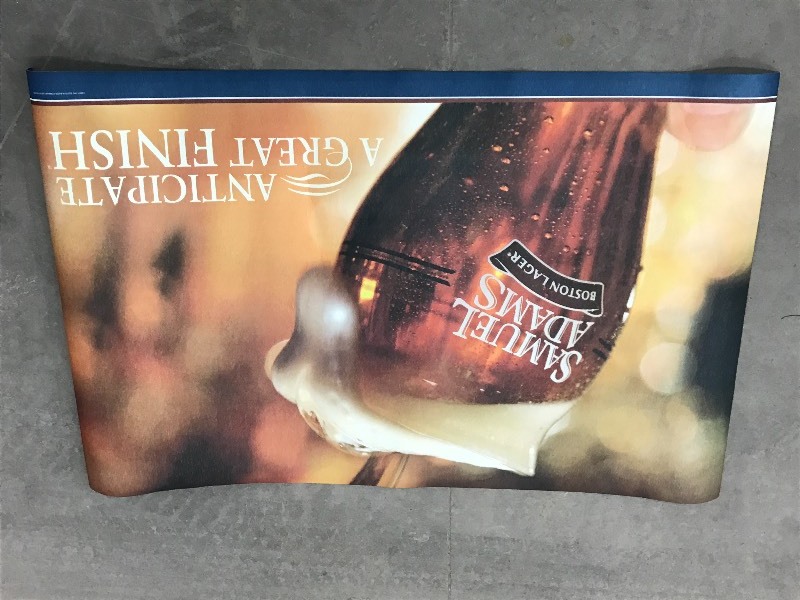 SAMUEL
ADAMS
BOSTON LAGER®
ANTICIPATE
A GREAT FINISH